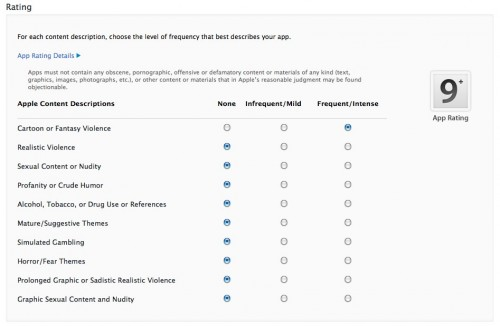 Rating
For each content description, choose the level of frequency that best describes your app.
App Rating Details ▶
Apps must not contain any obscene, pornographic, offensive or defamatory content or materials of any kind (text,
graphics, images, photographs, etc.), or other content or materials that in Apple's reasonable judgment may be found
objectionable.
Apple Content Descriptions None Infrequent/Mild Frequent/Intense
9+
App Rating
Cartoon or Fantasy Violence
Realistic Violence
Sexual Content or Nudity
Profanity or Crude Humor
Alcohol, Tobacco, or Drug Use or References
Mature/Suggestive Themes
Simulated Gambling
Horror/Fear Themes
Prolonged Graphic or Sadistic Realistic Violence
Graphic Sexual Content and Nudity